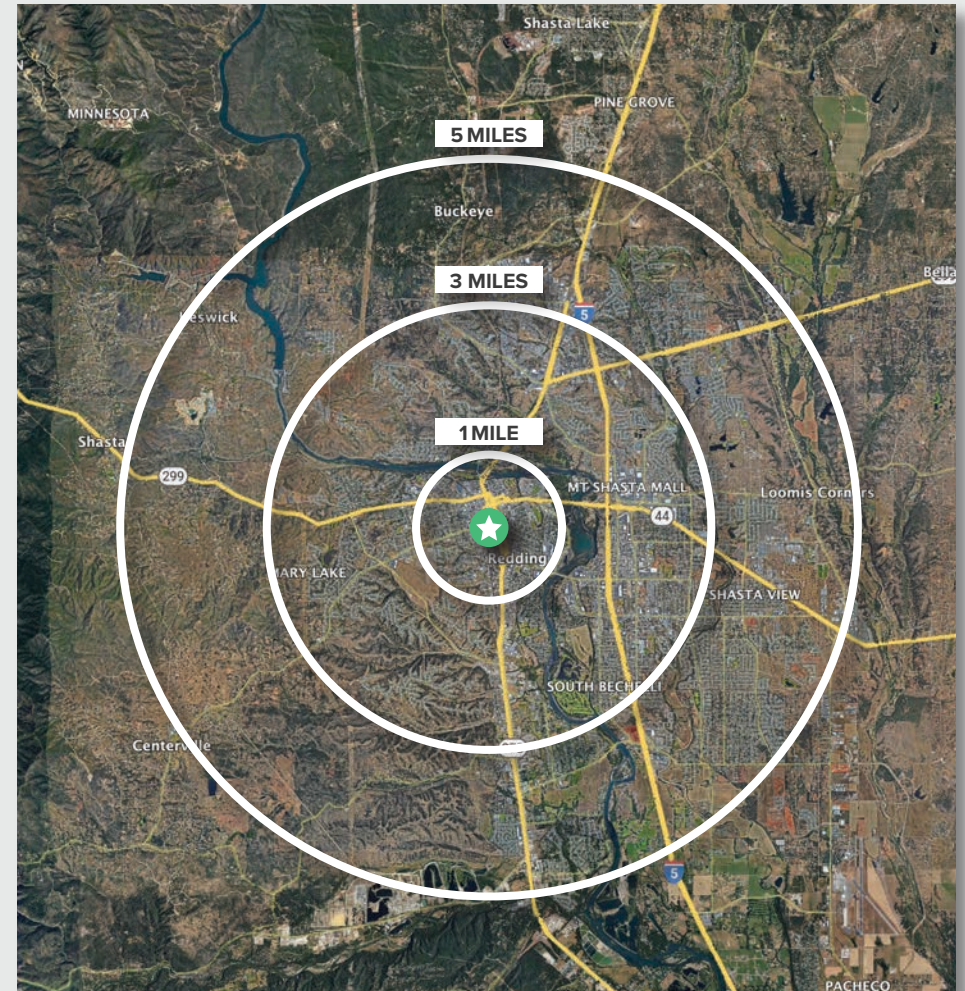 Shasta Lake
MINNESOTA
PINE GROVE
5 MILES
Buckeye
3 MILES
5
Keswick
1 MILE
Shasta
299
MT SHASTA MALL
Loomis Corners
44
Redding
MARY LAKE
SHASTA VIEW
SOUTH BECHELLI
Centerville
5
PACHECO